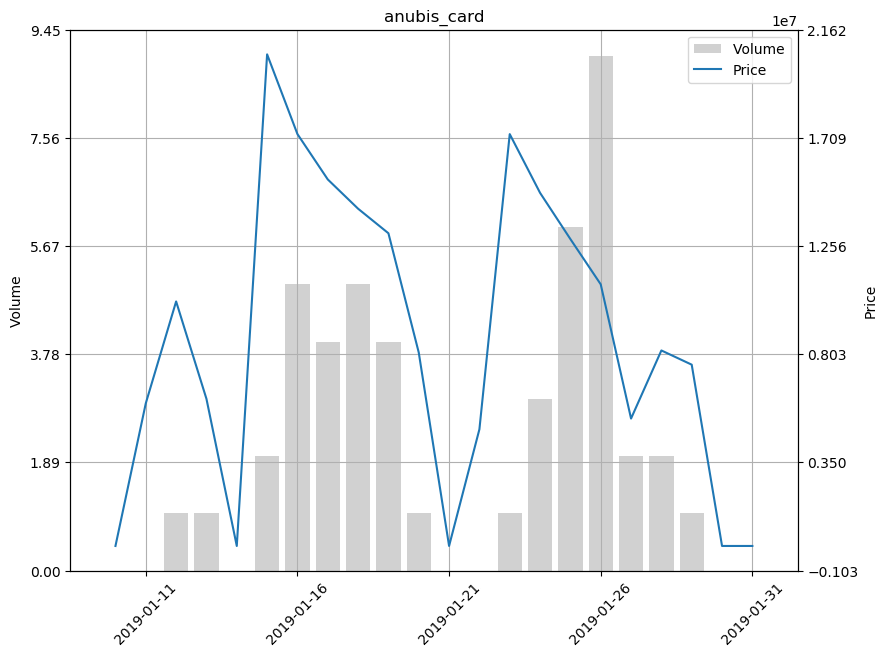 anubis_card
1e7
9.45
7.56
5.67
3.78
1.89
0.00
Volume
2.162
1.709
1.256
0.803
0.350
−0.103
Price
Volume
Price
2019-01-11
2019-01-16
2019-01-21
2019-01-26
2019-01-31